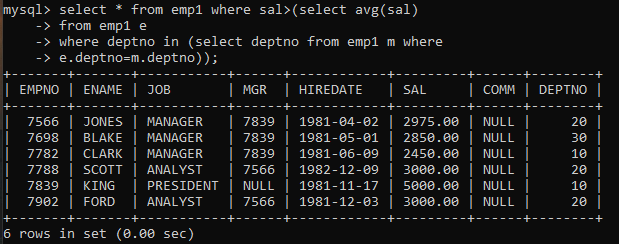 mysql> select * from emp1 where sal>(select avg(sal)
    -> from emp1 e
    -> where deptno in (select deptno from emp1 m where
    -> e.deptno=m.deptno));
+-------+-------+-----------+------+------------+---------+------+--------+
| EMPNO | ENAME | JOB       | MGR  | HIREDATE   | SAL     | COMM | DEPTNO |
+-------+-------+-----------+------+------------+---------+------+--------+
|  7566 | JONES | MANAGER   | 7839 | 1981-04-02 | 2975.00 | NULL |     20 |
|  7698 | BLAKE | MANAGER   | 7839 | 1981-05-01 | 2850.00 | NULL |     30 |
|  7782 | CLARK | MANAGER   | 7839 | 1981-06-09 | 2450.00 | NULL |     10 |
|  7788 | SCOTT | ANALYST   | 7566 | 1982-12-09 | 3000.00 | NULL |     20 |
|  7839 | KING  | PRESIDENT | NULL | 1981-11-17 | 5000.00 | NULL |     10 |
|  7902 | FORD  | ANALYST   | 7566 | 1981-12-03 | 3000.00 | NULL |     20 |
+-------+-------+-----------+------+------------+---------+------+--------+
6 rows in set (0.00 sec)